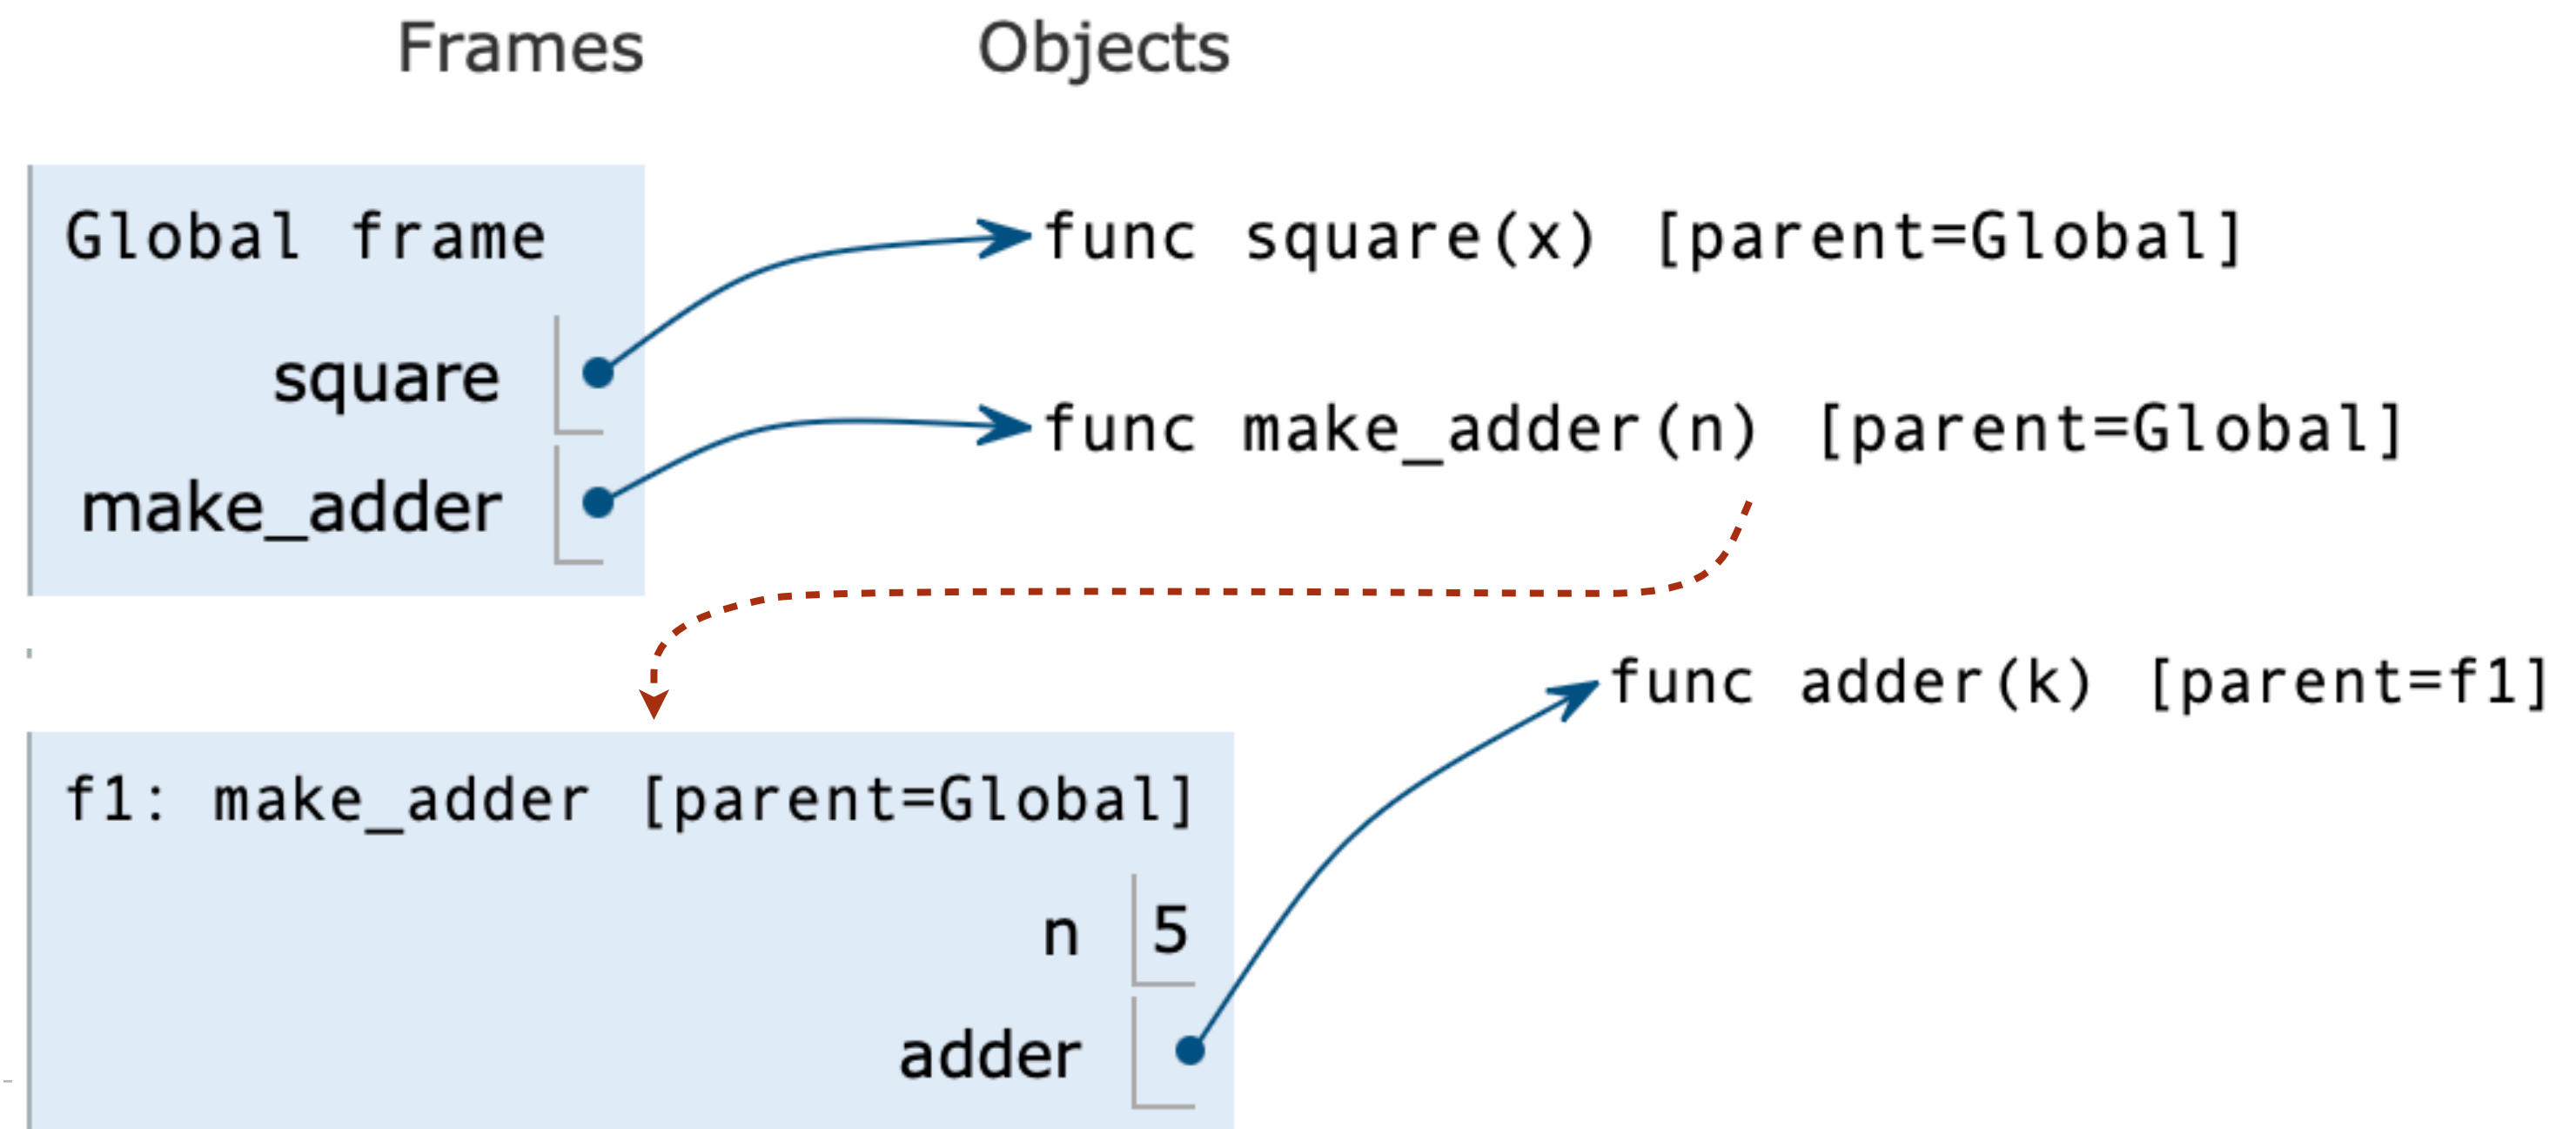 Frames
Objects
Global frame
square
make_adder
func square(x) [parent=Global]
func make_adder(n) [parent=Global]
func adder(k) [parent=f1]
f1: make_adder [parent=Global]
n 5
adder